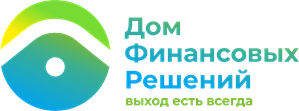 Дом
Финансовых
Решений
выход есть всегда